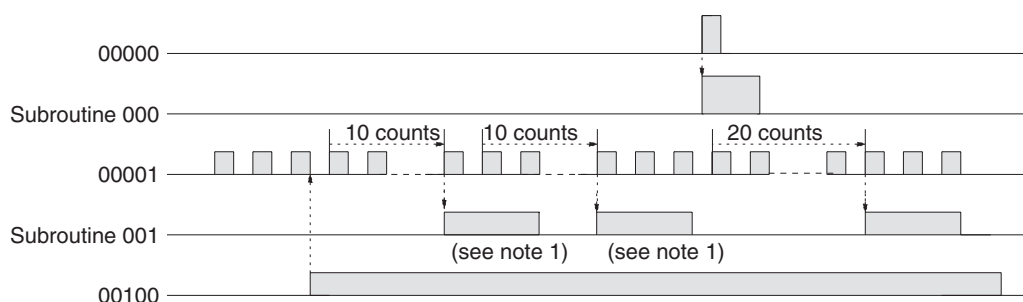 00000
Subroutine 000
10 counts 10 counts 20 counts
00001
Subroutine 001
(see note 1) (see note 1)
00100